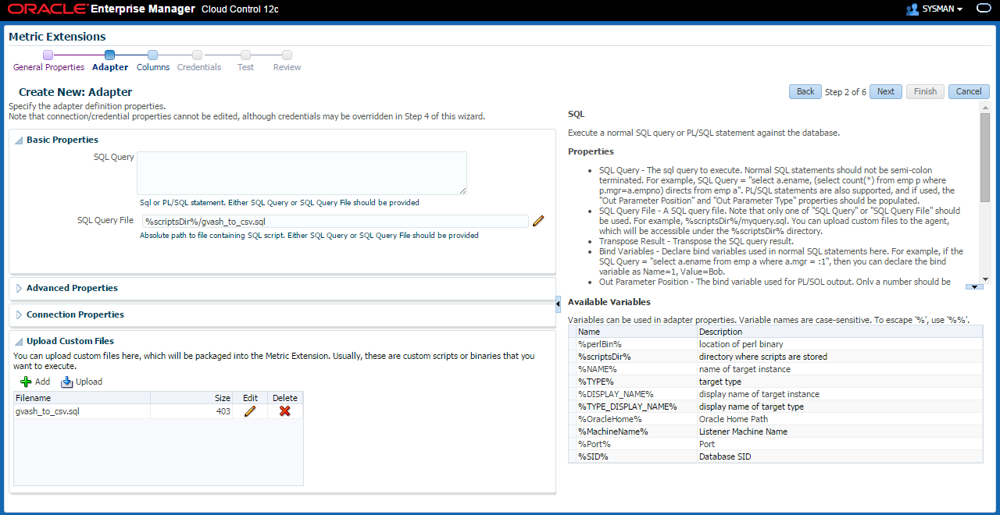 ORACLE Enterprise Manager Cloud Control 12c
SYSMAN
Metric Extensions
General Properties Adapter Columns Credentials Test Review
Create New: Adapter
Back Step 2 of 6 Next Finish Cancel
Specify the adapter definition properties.
Note that connection/credential properties cannot be edited, although credentials may be overridden in Step 4 of this wizard.
Basic Properties
SQL Query
Sql or PL/SQL statement. Either SQL Query or SQL Query File should be provided
SQL Query File %scriptsDir%/gvash_to_csv.sql
Absolute path to file containing SQL script. Either SQL Query or SQL Query File should be provided
Advanced Properties
Connection Properties
Upload Custom Files
You can upload custom files here, which will be packaged into the Metric Extension. Usually, these are custom scripts or binaries that you
want to execute.
Add Upload
Filename Size Edit Delete
gvash_to_csv.sql 403
SQL
Execute a normal SQL query or PL/SQL statement against the database.
Properties
• SQL Query - The sql query to execute. Normal SQL statements should not be semi-colon
terminated. For example, SQL Query = "select a.ename, (select count(*) from emp p where
p.mgr=a.empno) directs from emp a". PL/SQL statements are also supported, and if used, the
"Out Parameter Position" and "Out Parameter Type" properties should be populated.
• SQL Query File - A SQL query file. Note that only one of "SQL Query" or "SQL Query File" should
be used. For example, %scriptsDir%/myquery.sql. You can upload custom files to the agent,
which will be accessible under the %scriptsDir% directory.
• Transpose Result - Transpose the SQL query result.
• Bind Variables - Declare bind variables used in normal SQL statements here. For example, if the
SQL Query = "select a.ename from emp a where a.mgr = :1", then you can declare the bind
variable as Name=1, Value=Bob.
• Out Parameter Position - The bind variable used for PL/SQL output. Only a number should be
Available Variables
Variables can be used in adapter properties. Variable names are case-sensitive. To escape '%', use '%%'.
Name Description
%perlBin% location of perl binary
%scriptsDir% directory where scripts are stored
%NAME% name of target instance
%TYPE% target type
%DISPLAY_NAME% display name of target instance
%TYPE_DISPLAY_NAME% display name of target type
%OracleHome% Oracle Home Path
%MachineName% Listener Machine Name
%Port% Port
%SID% Database SID